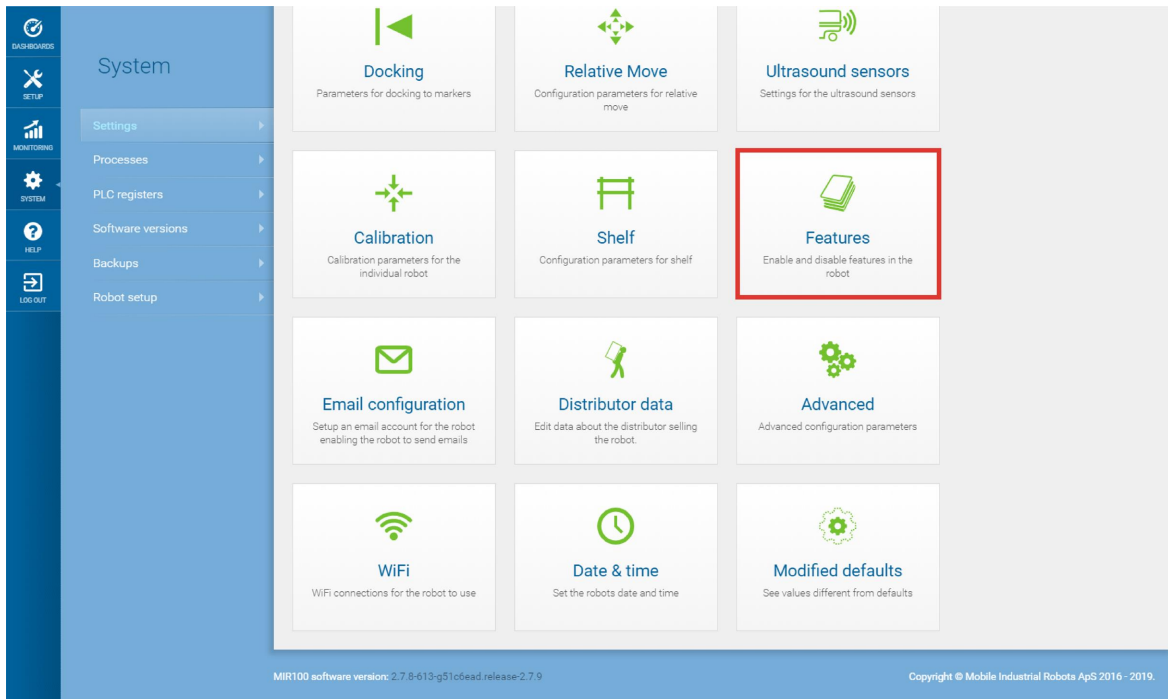 DASHBOARDS
SETUP
MONITORING
SYSTEM
HELP
LOG OUT
System
Settings
Processes
PLC registers
Software versions
Backups
Robot setup
Docking
Parameters for docking to markers
Relative Move
Configuration parameters for relative
move
Ultrasound sensors
Settings for the ultrasound sensors
Calibration
Calibration parameters for the
individual robot
Shelf
Configuration parameters for shelf
Features
Enable and disable features in the
robot
Email configuration
Setup an email account for the robot
enabling the robot to send emails
Distributor data
Edit data about the distributor selling
the robot.
Advanced
Advanced configuration parameters
WiFi
WiFi connections for the robot to use
Date & time
Set the robots date and time
Modified defaults
See values different from defaults
MIR100 software version: 2.7.8-613-g51c6ead.release-2.7.9
Copyright © Mobile Industrial Robots ApS 2016 - 2019.